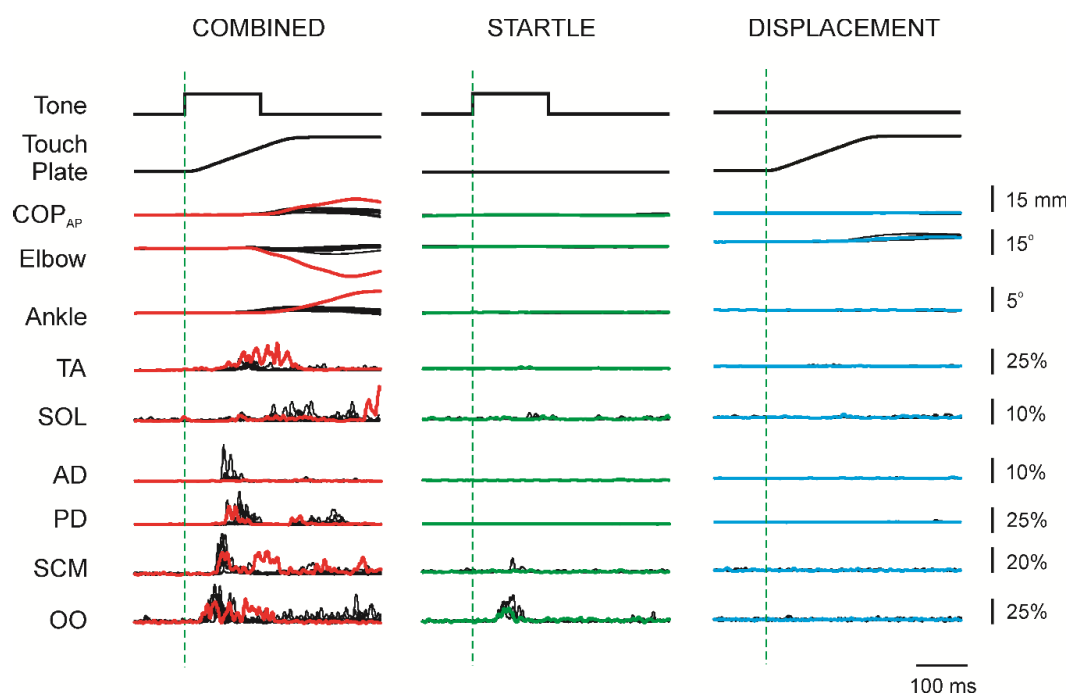 COMBINED STARTLE DISPLACEMENT
Tone
Touch
Plate
COP_AP 15 mm
Elbow 15°
Ankle 5°
TA 25%
SOL 10%
AD 10%
PD 25%
SCM 20%
OO 25%
100 ms